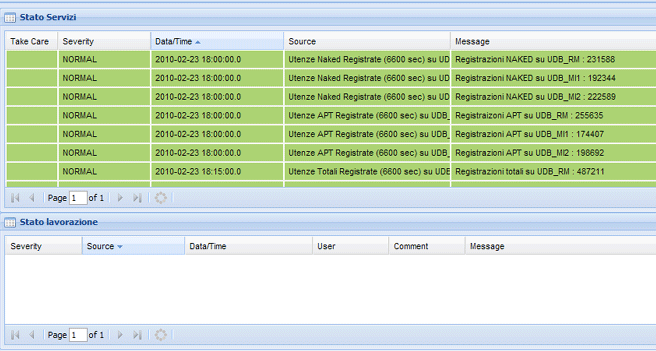 Stato Servizi
Take Care Severity Data/Time Source Message
NORMAL 2010-02-23 18:00:00.0 Utenze Naked Registrate (6600 sec) su UD Registrazioni NAKED su UDB_RM : 231588
NORMAL 2010-02-23 18:00:00.0 Utenze Naked Registrate (6600 sec) su UD Registrazioni NAKED su UDB_MI1 : 192344
NORMAL 2010-02-23 18:00:00.0 Utenze Naked Registrate (6600 sec) su UD Registrazioni NAKED su UDB_MI2 : 222589
NORMAL 2010-02-23 18:00:00.0 Utenze APT Registrate (6600 sec) su UDB_ Registraizoni APT su UDB_RM : 255635
NORMAL 2010-02-23 18:00:00.0 Utenze APT Registrate (6600 sec) su UDB_ Registrazioni APT su UDB_MI1 : 174407
NORMAL 2010-02-23 18:00:00.0 Utenze APT Registrate (6600 sec) su UDB_ Registrazioni APT su UDB_MI2 : 198692
NORMAL 2010-02-23 18:15:00.0 Utenze Totali Registrate (6600 sec) su UDB Registrazioni totali su UDB_RM : 487211
Page 1 of 1
Stato lavorazione
Severity Source Data/Time User Comment Message
Page 1 of 1